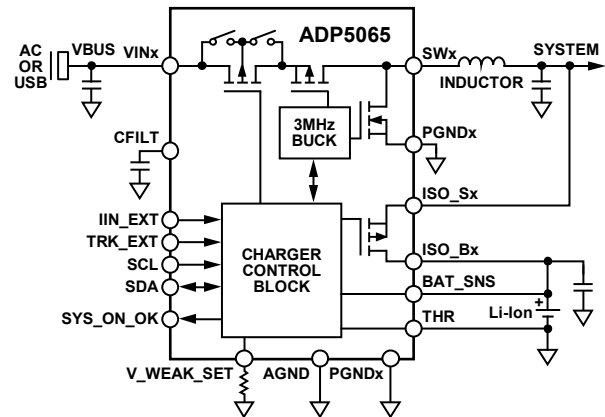 ADP5065
AC
OR
USB
VBUS
VINx
SWx
SYSTEM
INDUCTOR
3MHz
BUCK
PGNDx
CFILT
ISO_Sx
IIN_EXT
TRK_EXT
SCL
SDA
SYS_ON_OK
CHARGER
CONTROL
BLOCK
ISO_Bx
BAT_SNS
+
Li-Ion
THR
V_WEAK_SET
AGND
PGNDx